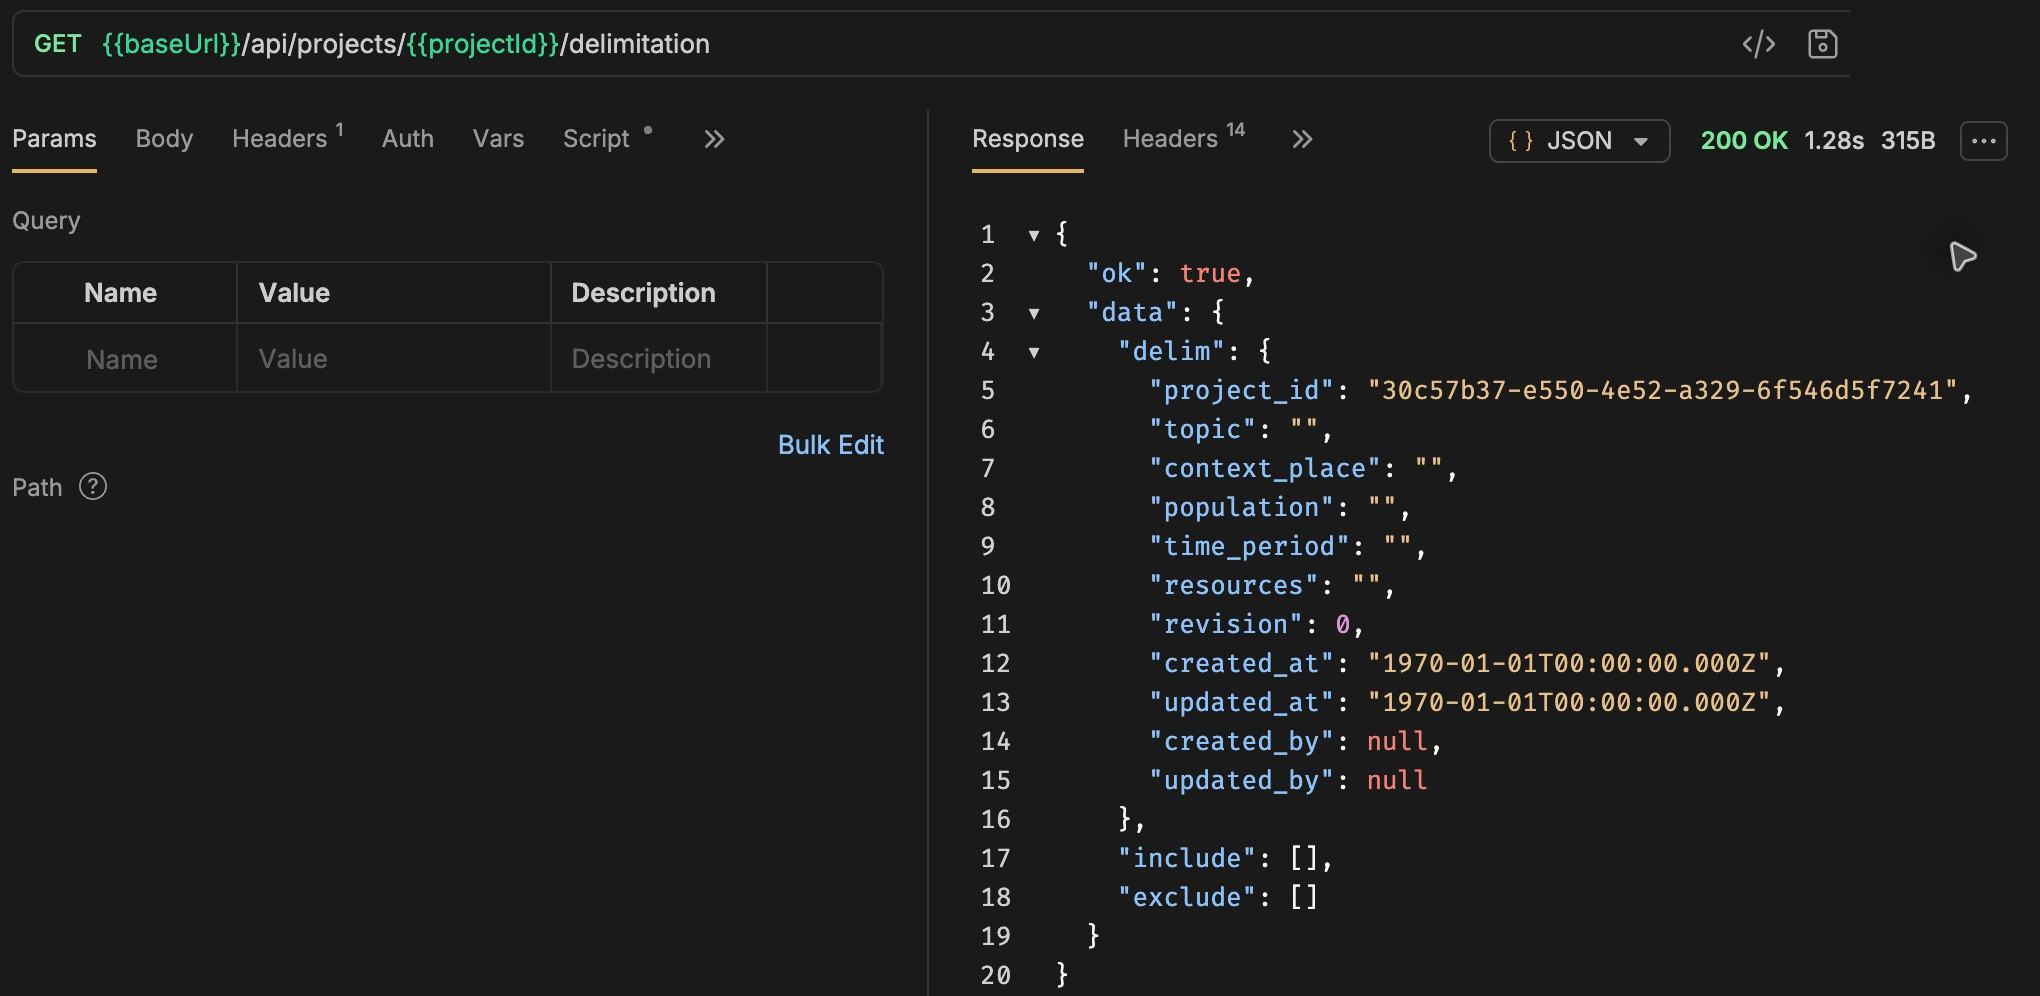 GET {{baseUrl}}/api/projects/{{projectId}}/delimitation
Params Body Headers 1 Auth Vars Script
Query
Name Value Description
Name Value Description
Bulk Edit
Path ?
Response Headers 14 { } JSON 200 OK 1.28s 315B
1 {
2 "ok": true,
3 "data": {
4 "delim": {
5 "project_id": "30c57b37-e550-4e52-a329-6f546d5f7241",
6 "topic": "",
7 "context_place": "",
8 "population": "",
9 "time_period": "",
10 "resources": "",
11 "revision": 0,
12 "created_at": "1970-01-01T00:00:00.000Z",
13 "updated_at": "1970-01-01T00:00:00.000Z",
14 "created_by": null,
15 "updated_by": null
16 },
17 "include": [],
18 "exclude": []
19 }
20 }